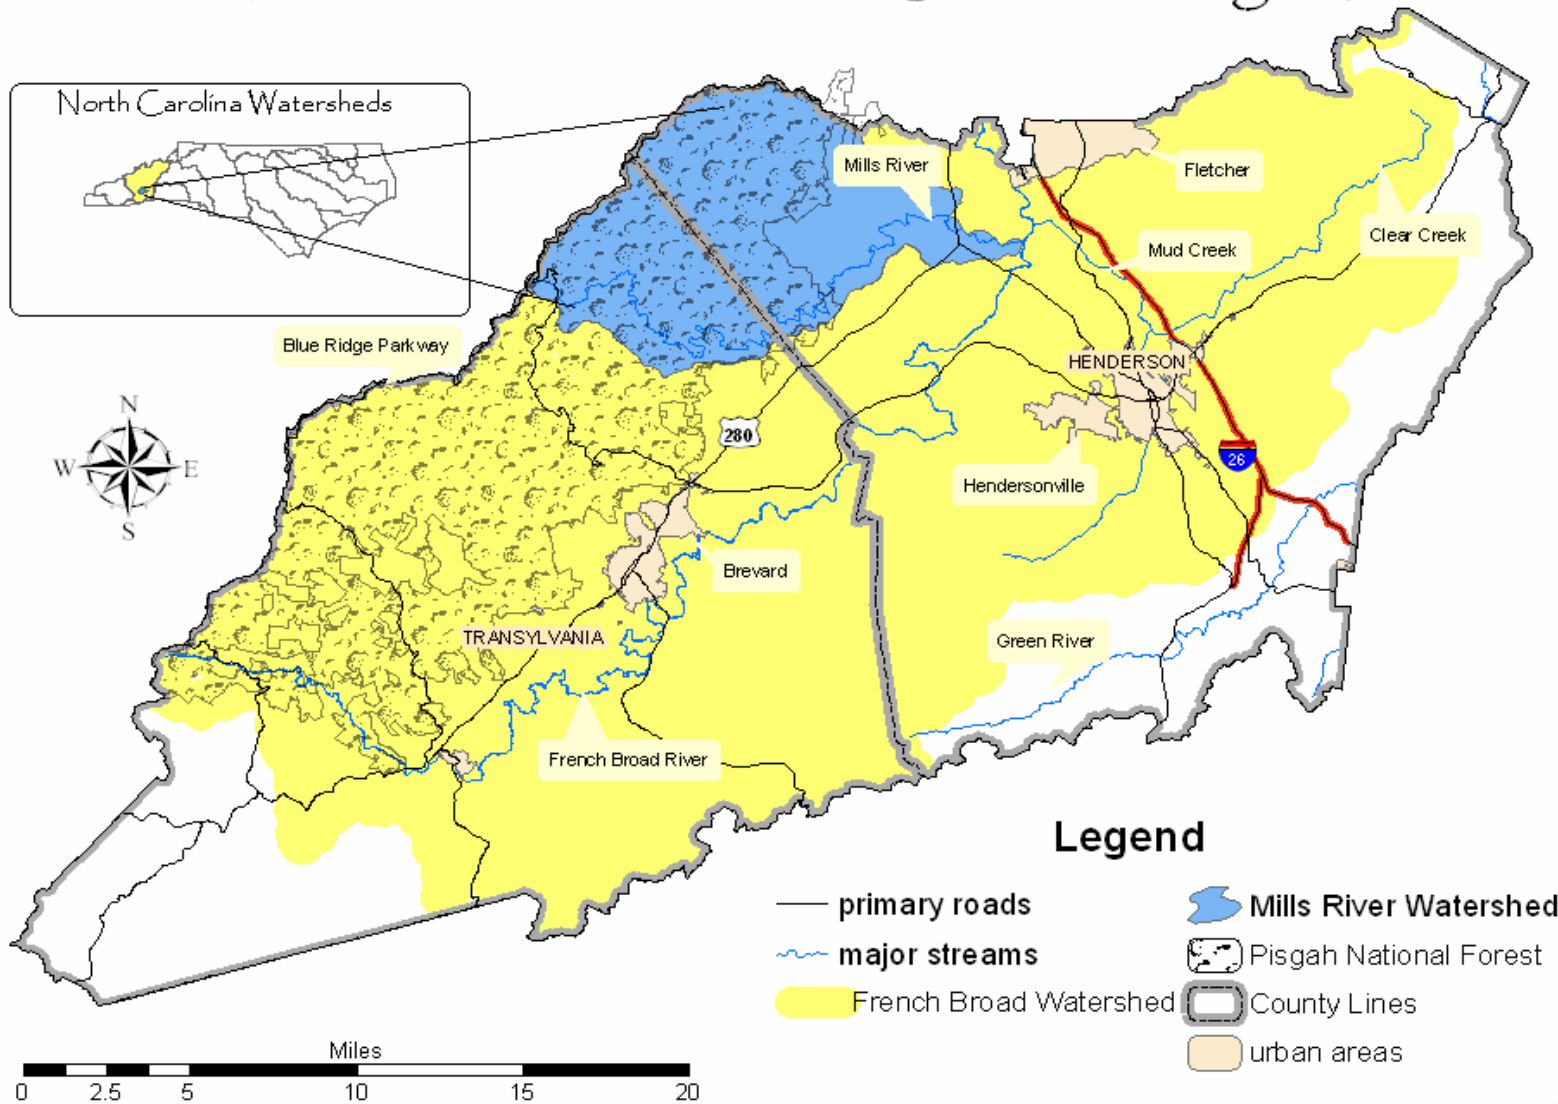 North Carolina Watersheds
Mills River
Fletcher
Clear Creek
Mud Creek
Blue Ridge Parkway
HENDERSON
N
W E
S
280
26
Hendersonville
Brevard
TRANSYLVANIA
Green River
French Broad River
Legend
primary roads
major streams
French Broad Watershed
Mills River Watershed
Pisgah National Forest
County Lines
urban areas
Miles
0 2.5 5 10 15 20